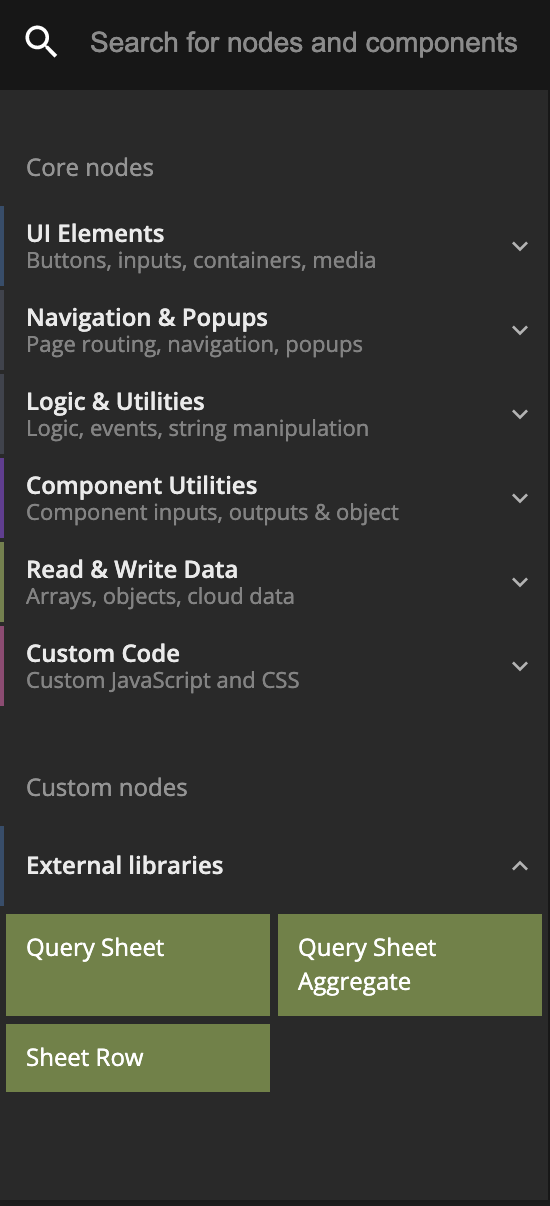 Search for nodes and components
Core nodes
UI Elements
Buttons, inputs, containers, media
Navigation & Popups
Page routing, navigation, popups
Logic & Utilities
Logic, events, string manipulation
Component Utilities
Component inputs, outputs & object
Read & Write Data
Arrays, objects, cloud data
Custom Code
Custom JavaScript and CSS
Custom nodes
External libraries
Query Sheet
Query Sheet
Aggregate
Sheet Row